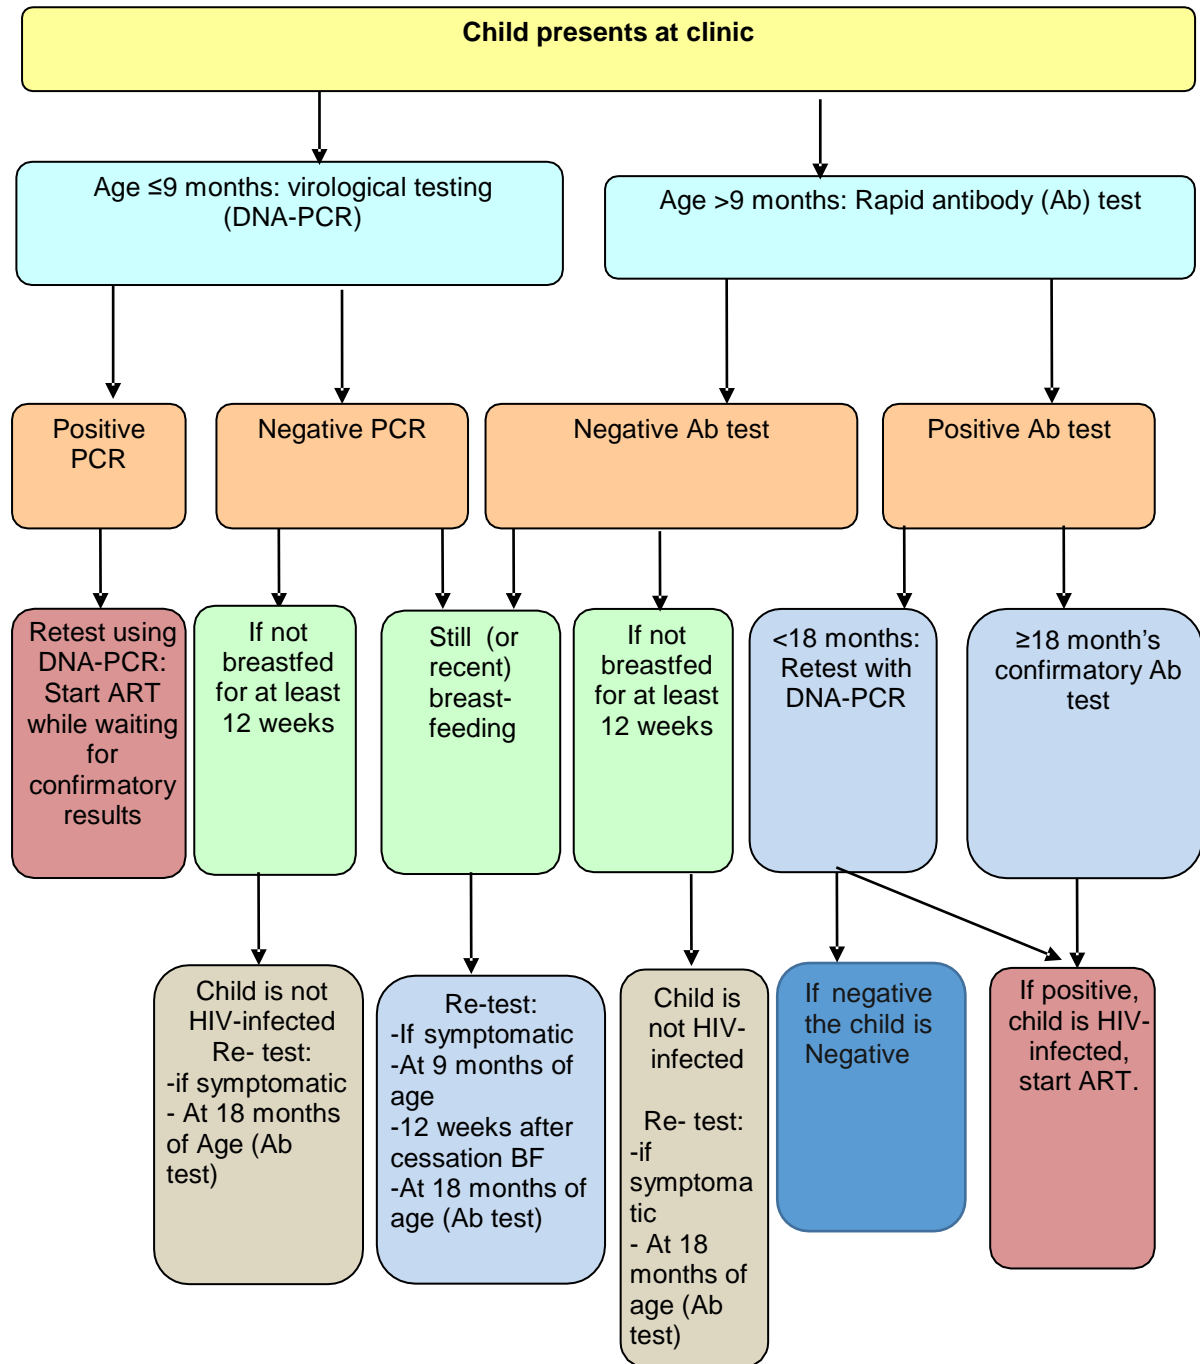 Child presents at clinic
Age ≤9 months: virological testing
(DNA-PCR)
Age >9 months: Rapid antibody (Ab) test
Positive
PCR
Negative PCR
Negative Ab test
Positive Ab test
Retest using
DNA-PCR:
Start ART
while waiting
for
confirmatory
results
If not
breastfed
for at least
12 weeks
Still (or
recent)
breast-
feeding
If not
breastfed
for at least
12 weeks
<18 months:
Retest with
DNA-PCR
≥18 month’s
confirmatory Ab
test
Child is not
HIV-infected
Re- test:
-if symptomatic
- At 18 months
of Age (Ab
test)
Re-test:
-If symptomatic
-At 9 months of
age
-12 weeks after
cessation BF
-At 18 months of
age (Ab test)
Child is
not HIV-
infected
Re- test:
-if
symptoma
tic
- At 18
months of
age (Ab
test)
If negative
the child is
Negative
If positive,
child is HIV-
infected,
start ART.